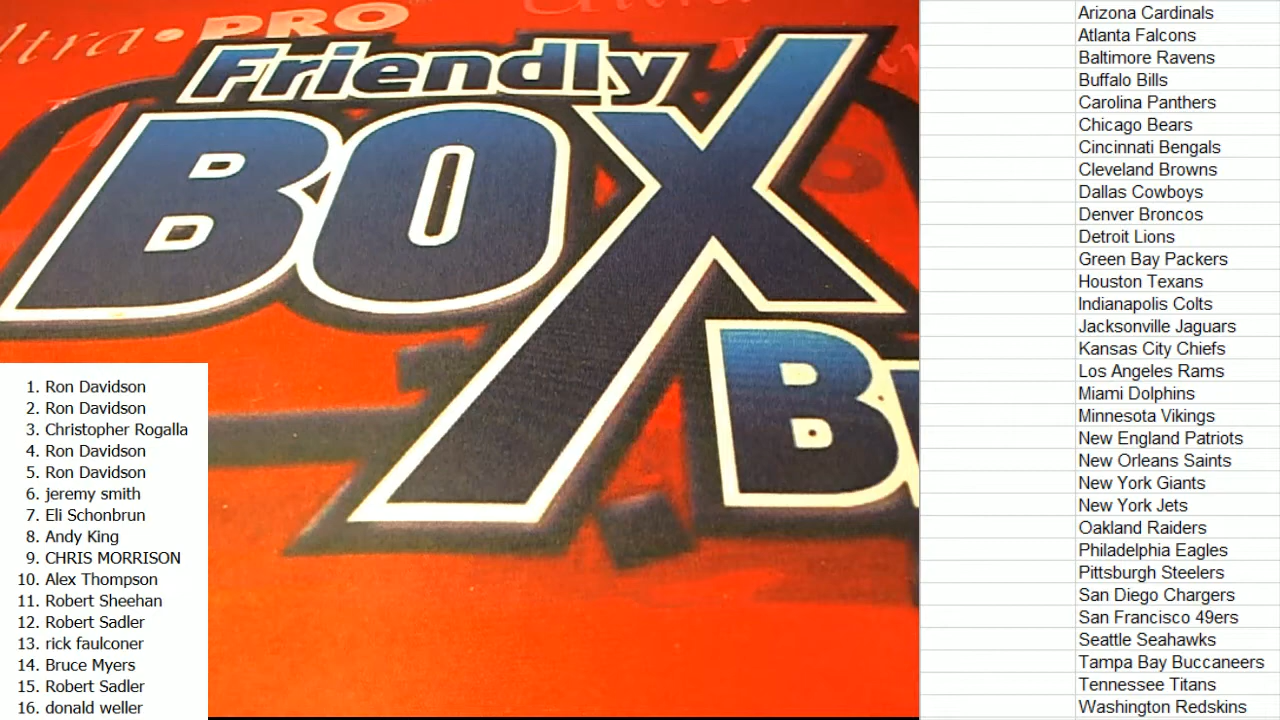 ltra•PRO
Friendly
BOX
B
1. Ron Davidson
2. Ron Davidson
3. Christopher Rogalla
4. Ron Davidson
5. Ron Davidson
6. jeremy smith
7. Eli Schonbrun
8. Andy King
9. CHRIS MORRISON
10. Alex Thompson
11. Robert Sheehan
12. Robert Sadler
13. rick faulconer
14. Bruce Myers
15. Robert Sadler
16. donald weller
Arizona Cardinals
Atlanta Falcons
Baltimore Ravens
Buffalo Bills
Carolina Panthers
Chicago Bears
Cincinnati Bengals
Cleveland Browns
Dallas Cowboys
Denver Broncos
Detroit Lions
Green Bay Packers
Houston Texans
Indianapolis Colts
Jacksonville Jaguars
Kansas City Chiefs
Los Angeles Rams
Miami Dolphins
Minnesota Vikings
New England Patriots
New Orleans Saints
New York Giants
New York Jets
Oakland Raiders
Philadelphia Eagles
Pittsburgh Steelers
San Diego Chargers
San Francisco 49ers
Seattle Seahawks
Tampa Bay Buccaneers
Tennessee Titans
Washington Redskins